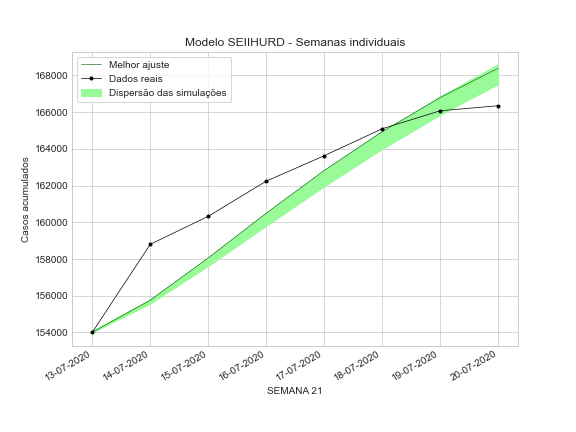 Modelo SEIIHURD - Semanas individuais
Melhor ajuste
Dados reais
Dispersão das simulações
Casos acumulados
168000
166000
164000
162000
160000
158000
156000
154000
13-07-2020
14-07-2020
15-07-2020
16-07-2020
17-07-2020
18-07-2020
19-07-2020
20-07-2020
SEMANA 21